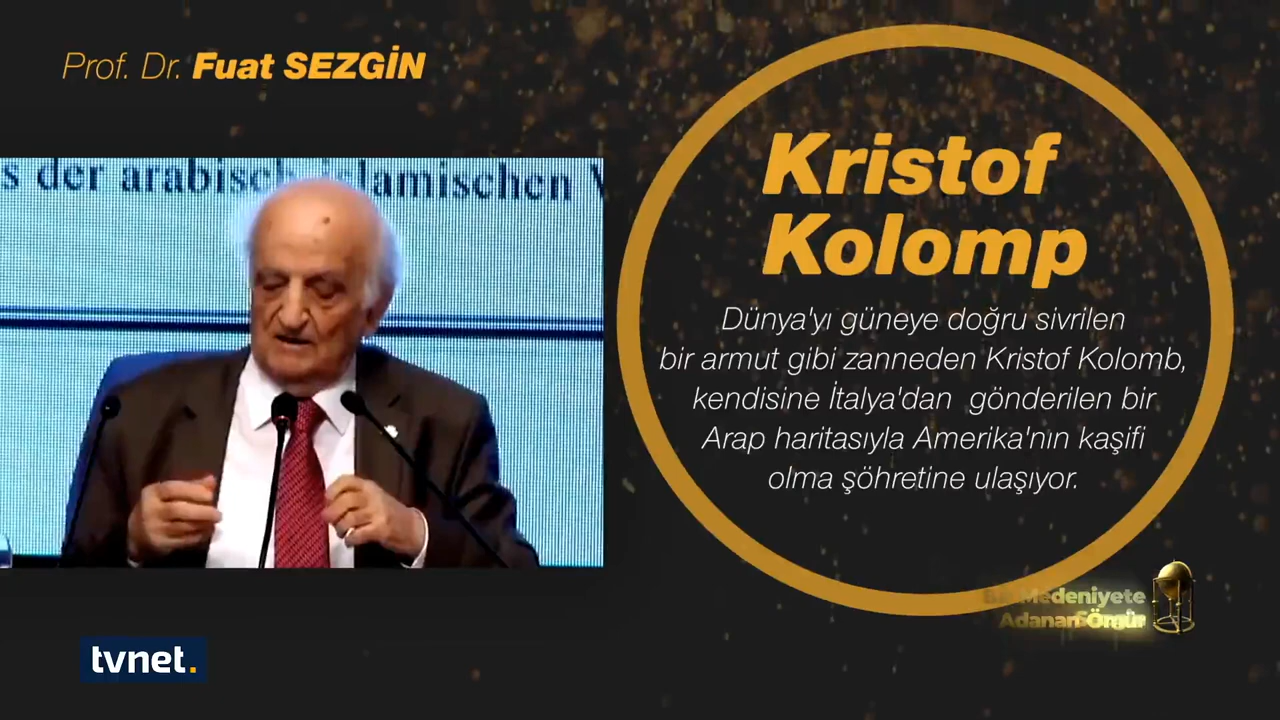 Prof. Dr. Fuat SEZGİN
s der arabisch islamischen
Kristof
Kolomp
Dünya'yı güneye doğru sivrilen
bir armut gibi zanneden Kristof Kolomb,
kendisine İtalya'dan gönderilen bir
Arap haritasıyla Amerika'nın kaşifi
olma şöhretine ulaşıyor.
Bir Medeniyete
Adanan Ömür
tvnet.